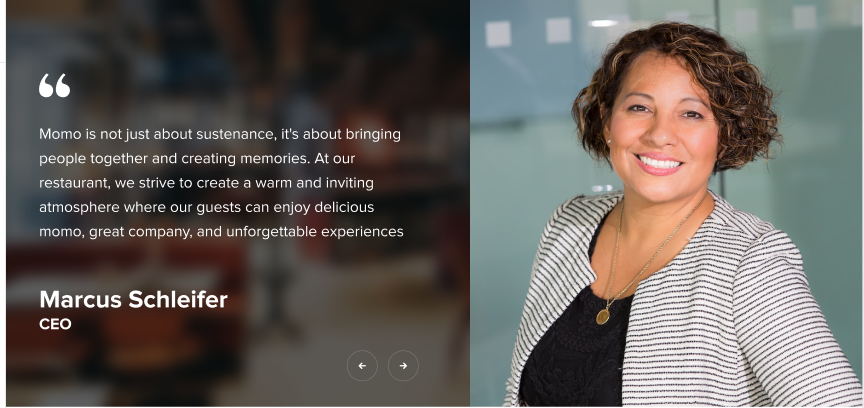 “
Momo is not just about sustenance, it's about bringing
people together and creating memories. At our
restaurant, we strive to create a warm and inviting
atmosphere where our guests can enjoy delicious
momo, great company, and unforgettable experiences
Marcus Schleifer
CEO